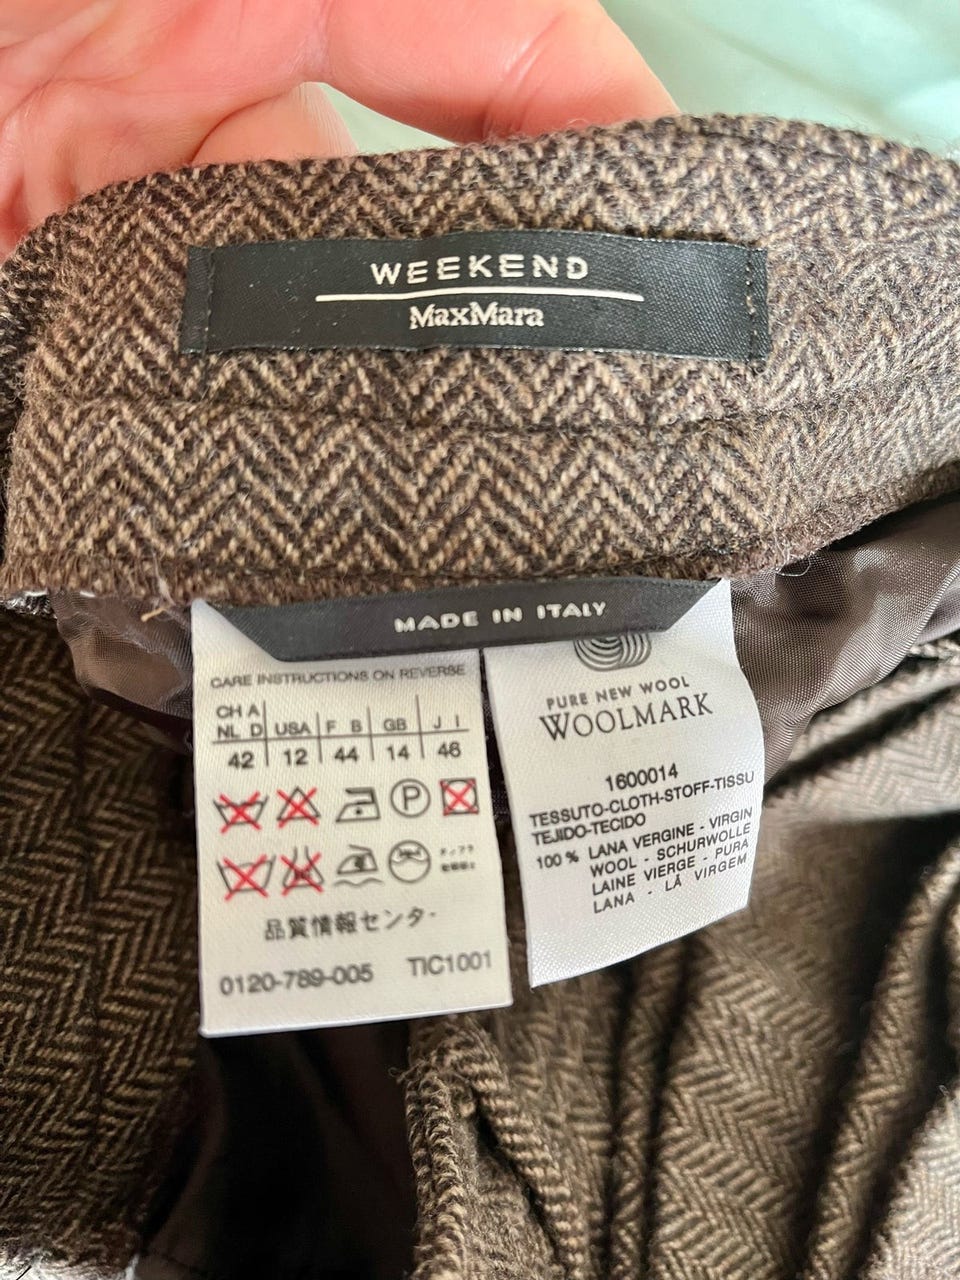 WEEKEND
MaxMara
MADE IN ITALY
CARE INSTRUCTIONS ON REVERSE
CH A
NL D USA F B GB J I
42 12 44 14 46
P
品質情報センター
0120-789-005 TIC1001
PURE NEW WOOL
WOOLMARK
1600014
TESSUTO-CLOTH-STOFF-TISSU
TEJIDO-TECIDO
100 % LANA VERGINE - VIRGIN
WOOL - SCHURWOLLE
LAINE VIERGE - PURA
LANA - LÃ VIRGEM